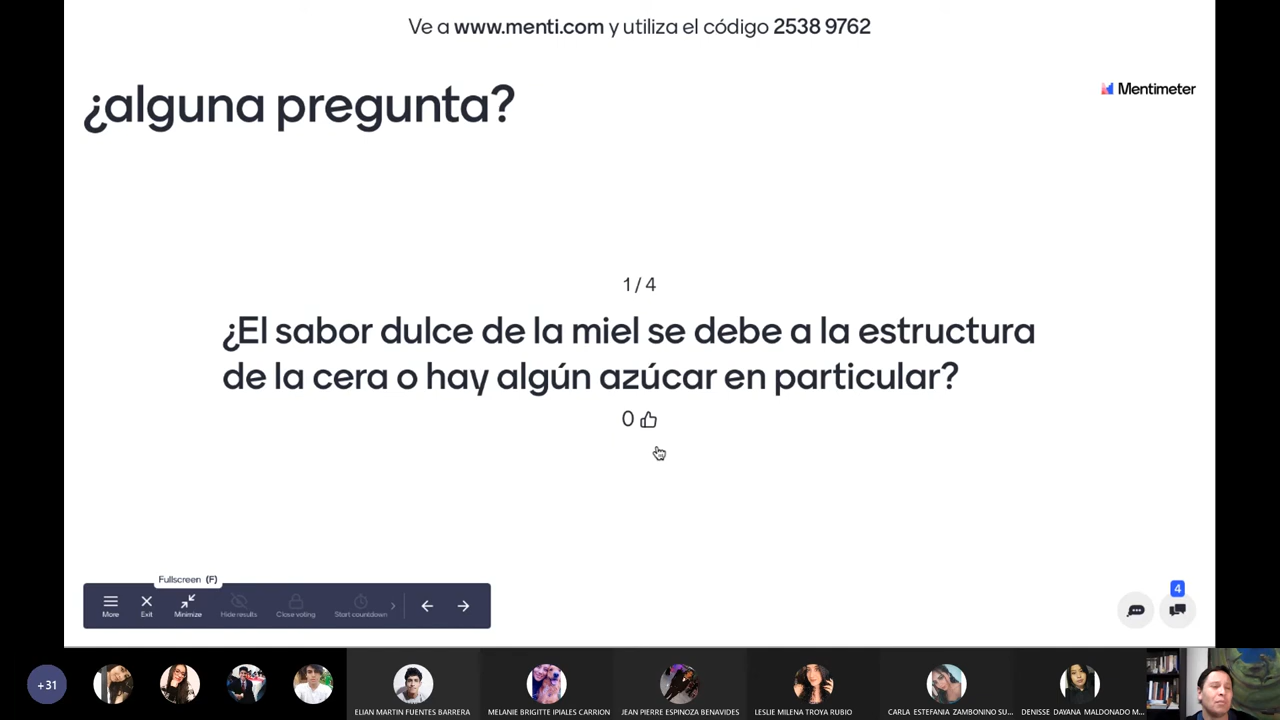 Ve a www.menti.com y utiliza el código 2538 9762
¿alguna pregunta?
Mentimeter
1 / 4
¿El sabor dulce de la miel se debe a la estructura
de la cera o hay algún azúcar en particular?
0
Fullscreen (F)
More
Exit
Minimize
Hide results
Close voting
Start countdown
4
+31
ELIAN MARTIN FUENTES BARRERA
MELANIE BRIGITTE IPIALES CARRION
JEAN PIERRE ESPINOZA BENAVIDES
LESLIE MILENA TROYA RUBIO
CARLA ESTEFANIA ZAMBONINO SU...
DENISSE DAYANA MALDONADO M...